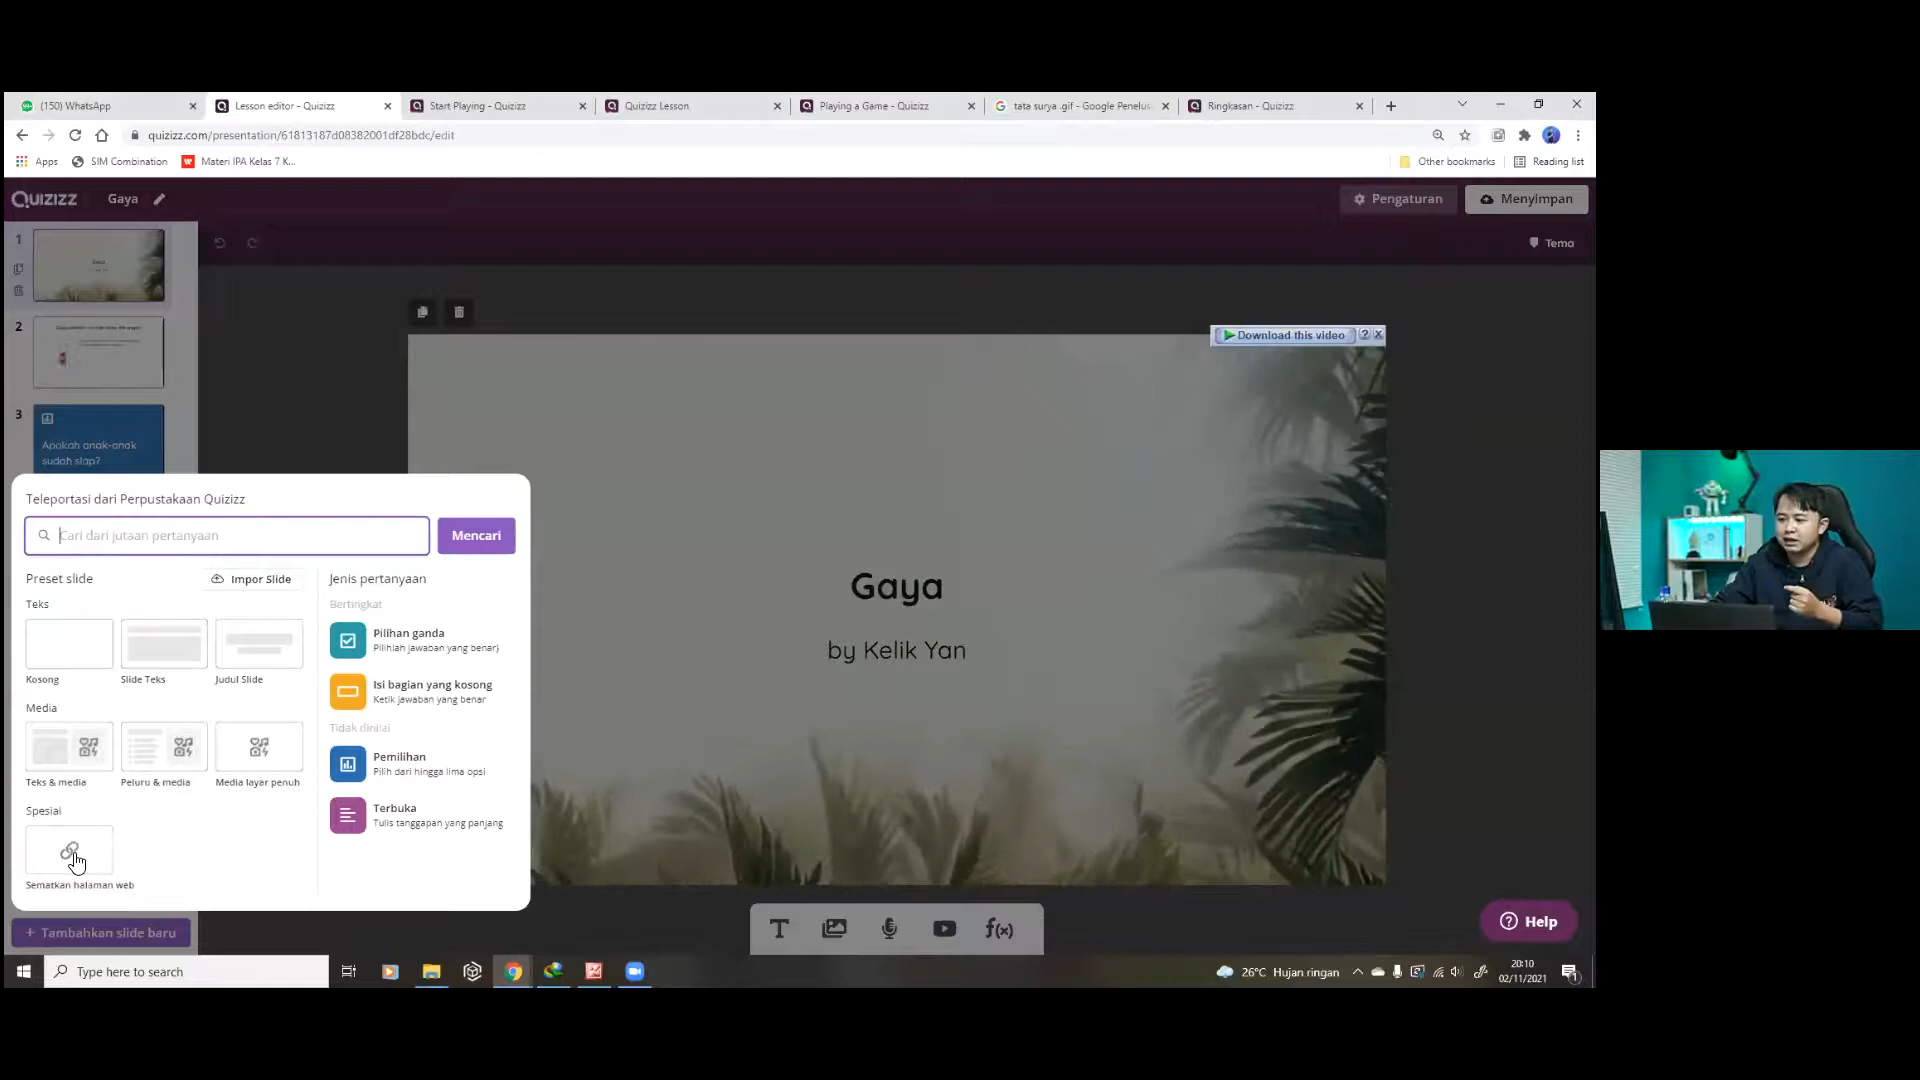 (150) WhatsApp
Lesson editor - Quizizz
Start Playing - Quizizz
Quizizz Lesson
Playing a Game - Quizizz
tata surya .gif - Google Penelus
Ringkasan - Quizizz
quizizz.com/presentation/61813187d08382001df28bdc/edit
Apps
SIM Combination
Materi IPA Kelas 7 K...
Other bookmarks
Reading list
Quizizz
Gaya
Pengaturan
Menyimpan
Tema
1
2
3
Apakah anak-anak
sudah siap?
Download this video
Gaya
by Kelik Yan
Teleportasi dari Perpustakaan Quizizz
Cari dari jutaan pertanyaan
Mencari
Preset slide
Impor Slide
Teks
Kosong
Slide Teks
Judul Slide
Media
Teks & media
Peluru & media
Media layar penuh
Spesial
Sematkan halaman web
Jenis pertanyaan
Bertingkat
Pilihan ganda
Pilihlah jawaban yang benar)
Isi bagian yang kosong
Ketik jawaban yang benar
Tidak dinilai
Pemilihan
Pilih dari hingga lima opsi
Terbuka
Tulis tanggapan yang panjang
+ Tambahkan slide baru
T
f(x)
Help
Type here to search
26°C Hujan ringan
20:10
02/11/2021